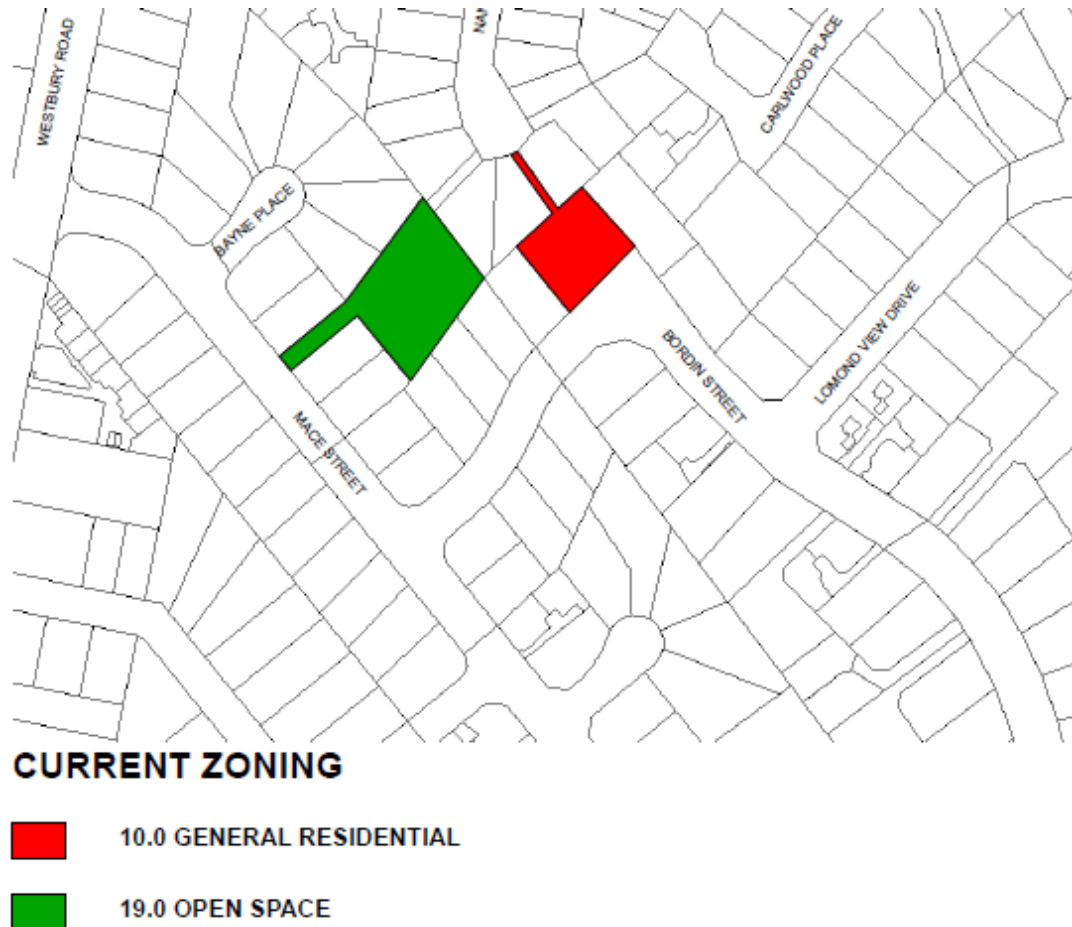 WESTBURY ROAD
NAN
CARLWOOD PLACE
BAYNE PLACE
LOMOND VIEW DRIVE
BORDIN STREET
MACE STREET
CURRENT ZONING
10.0 GENERAL RESIDENTIAL
19.0 OPEN SPACE